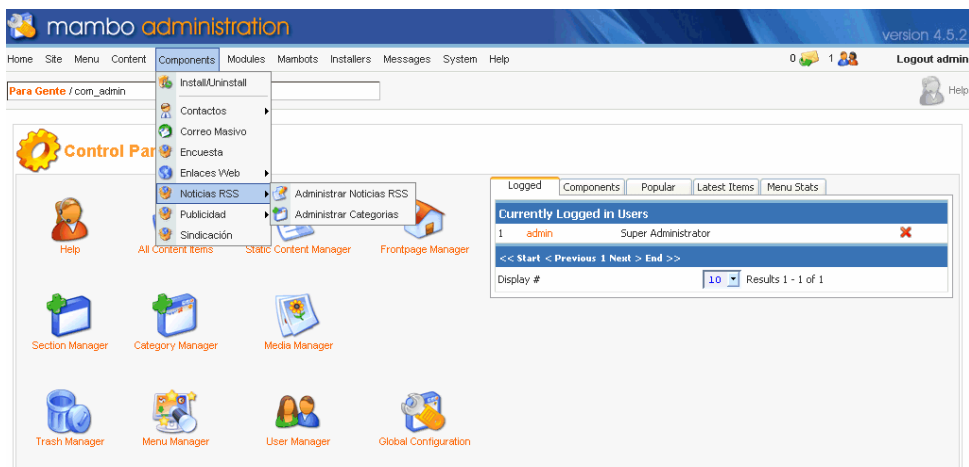 mambo administration
version 4.5.2
Home Site Menu Content Components Modules Mambots Installers Messages System Help 0 1 Logout admin
Para Gente / com_admin
Help
Install/Uninstall
Contactos
Correo Masivo
Encuesta
Enlaces Web
Noticias RSS
Publicidad
Sindicación
Administrar Noticias RSS
Administrar Categorias
Control Par
Help
All Content Items
Static Content Manager
Frontpage Manager
Section Manager
Category Manager
Media Manager
Trash Manager
Menu Manager
User Manager
Global Configuration
Logged Components Popular Latest Items Menu Stats
Currently Logged in Users
1 admin Super Administrator
<< Start < Previous 1 Next > End >>
Display # 10 Results 1 - 1 of 1